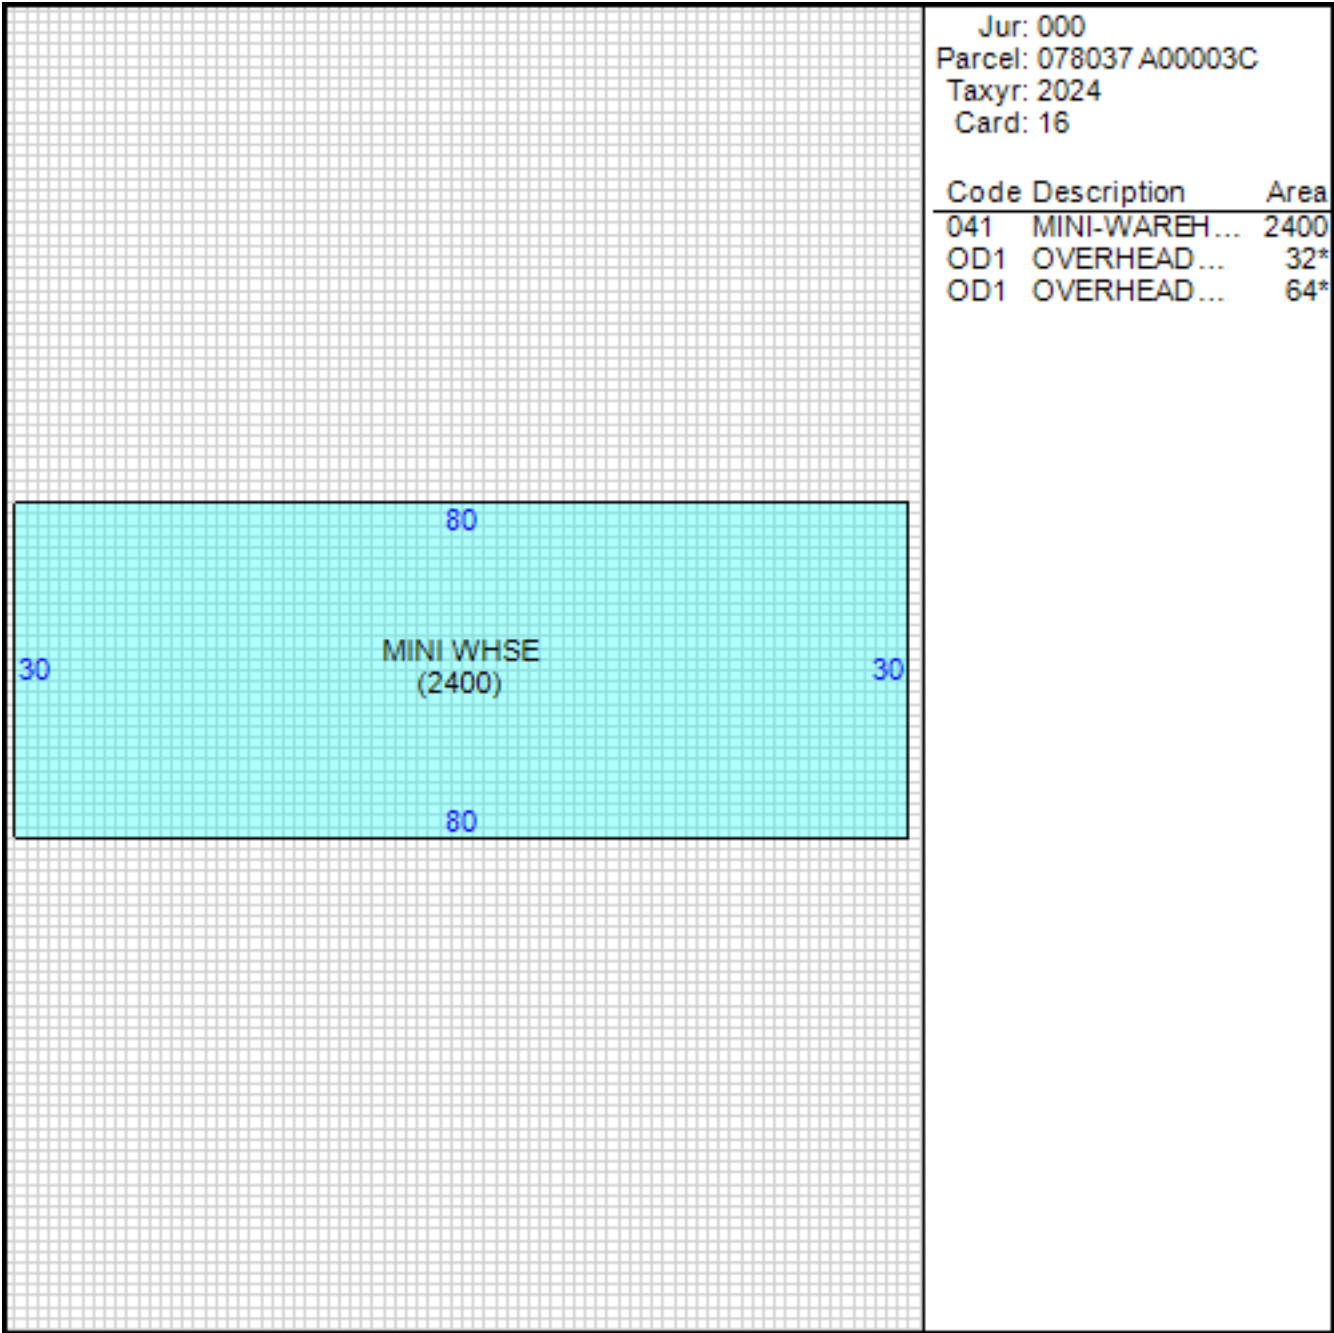 Jur: 000
Parcel: 078037 A00003C
Taxyr: 2024
Card: 16
Code Description Area
041 MINI-WAREH... 2400
OD1 OVERHEAD... 32*
OD1 OVERHEAD... 64*
80
MINI WHSE
30 30
(2400)
80